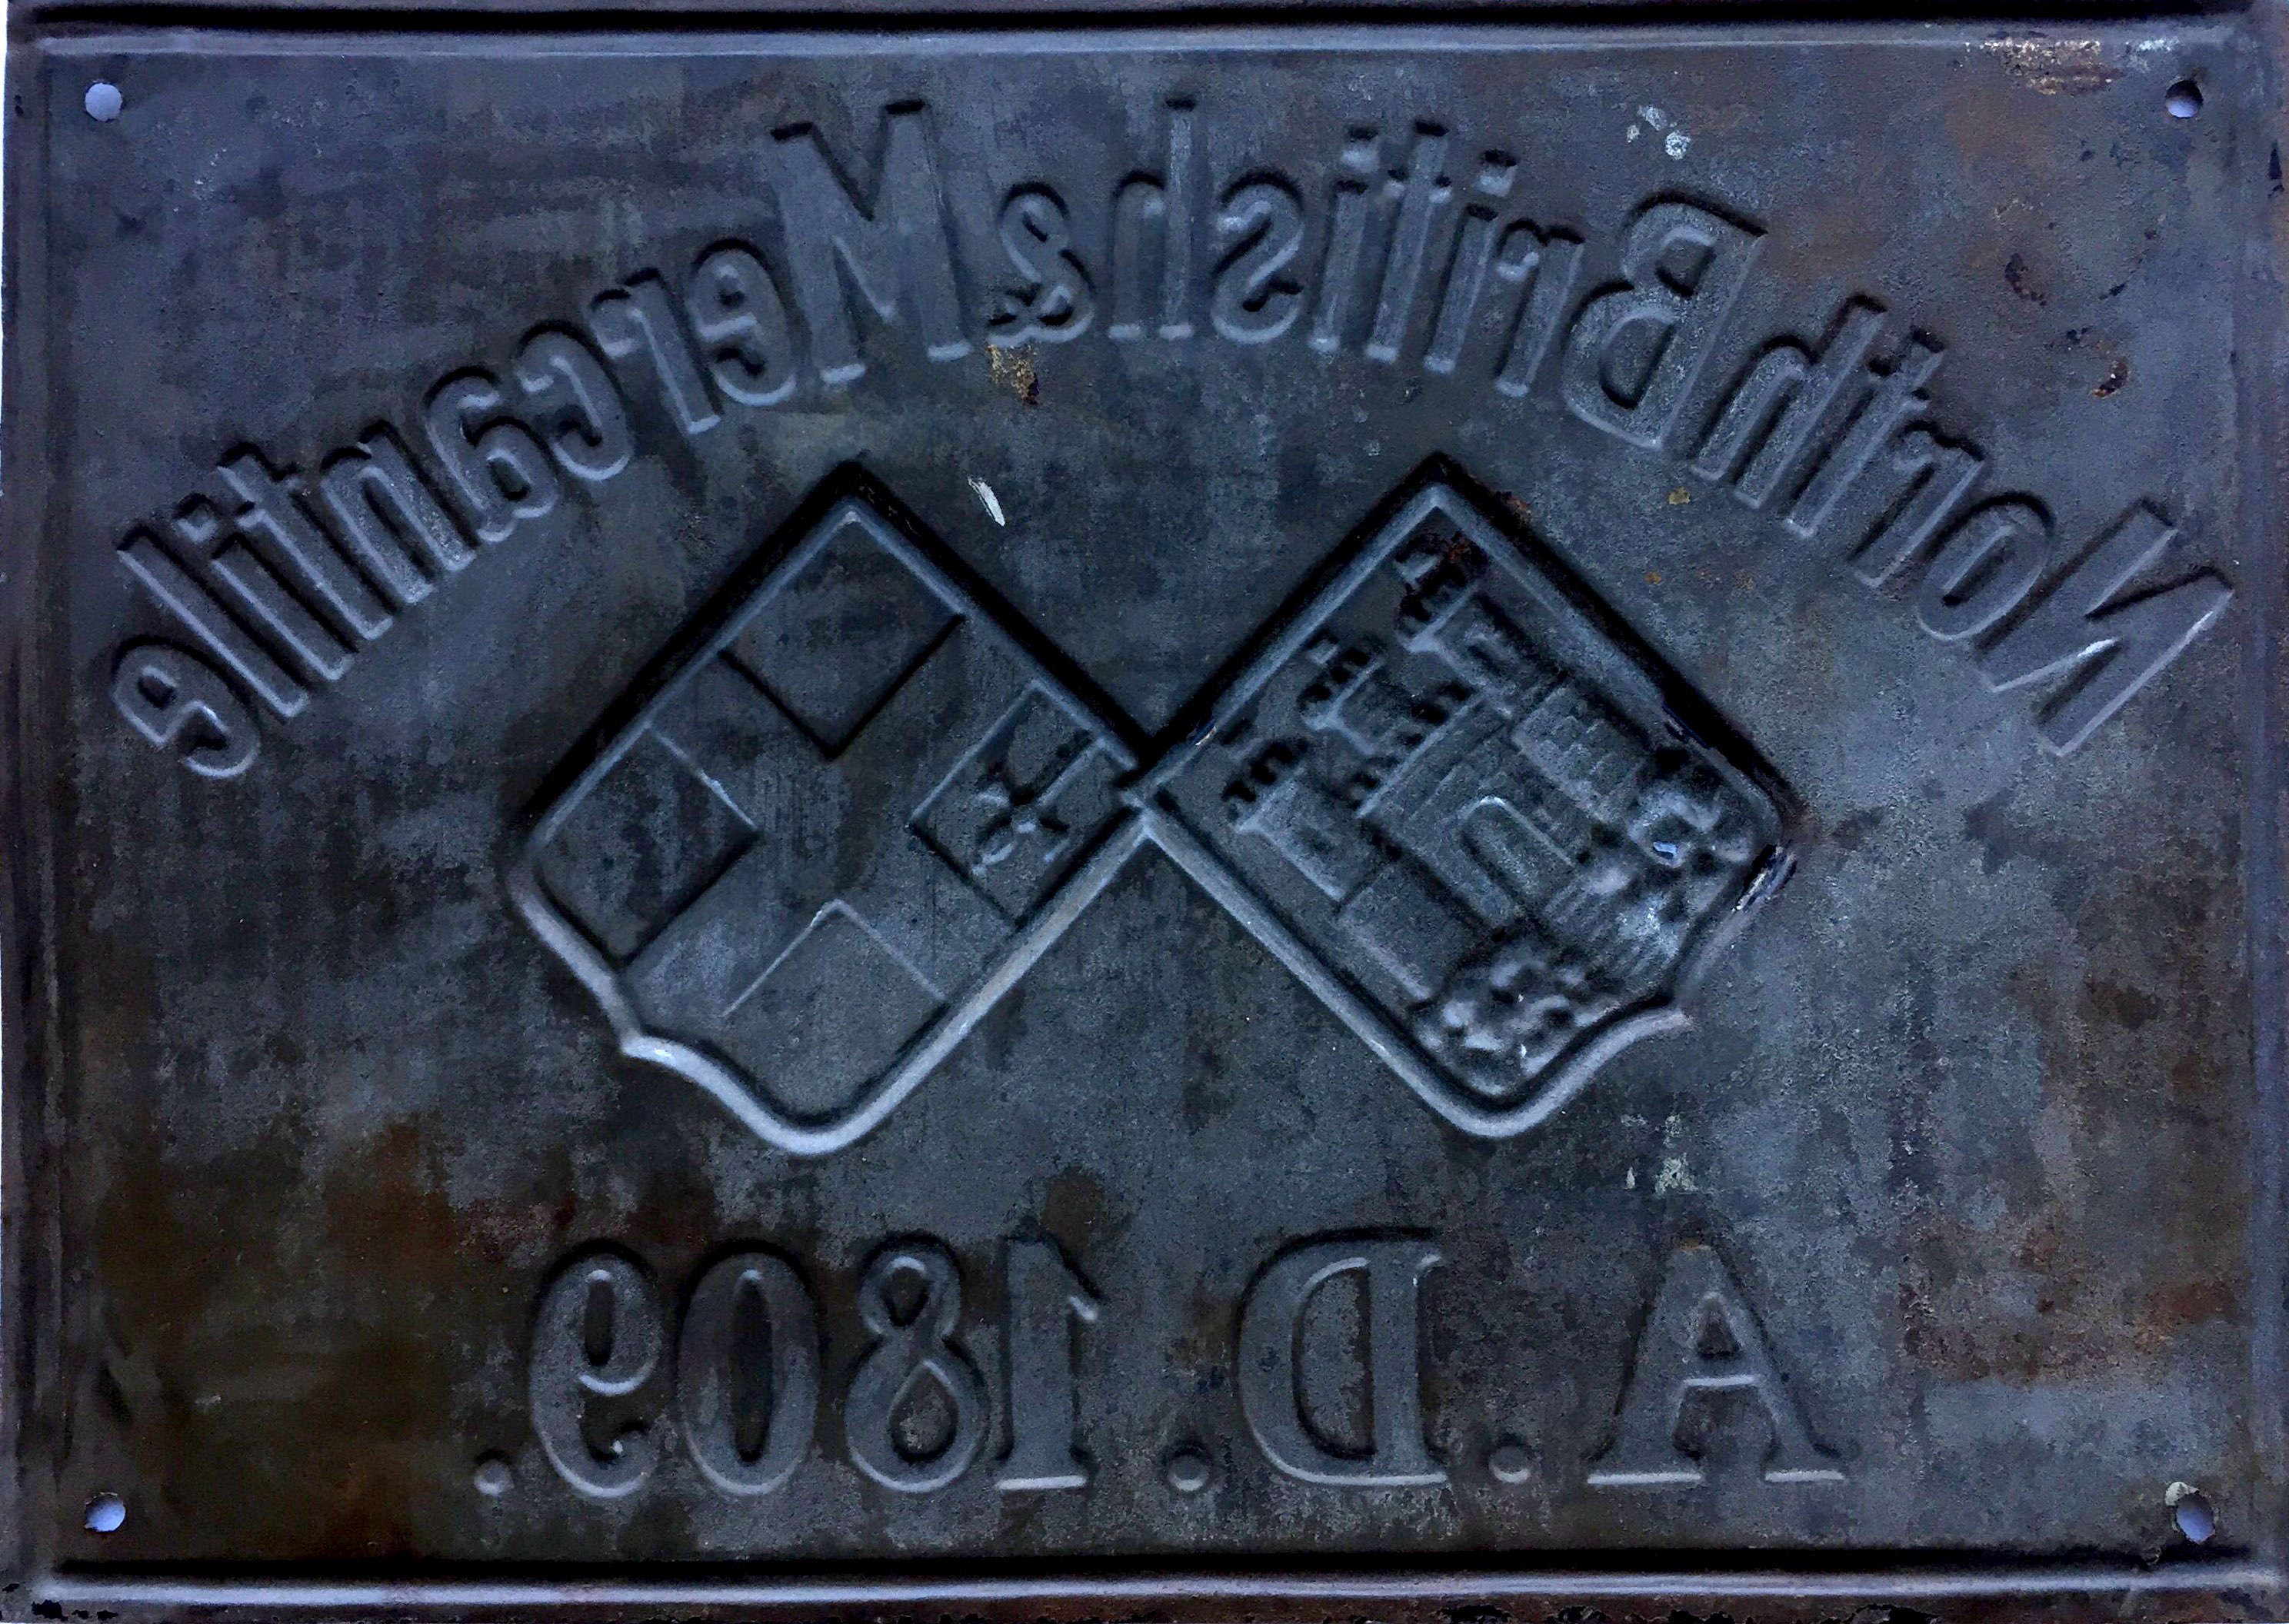 North British & Mercantile
A.D. 1809.